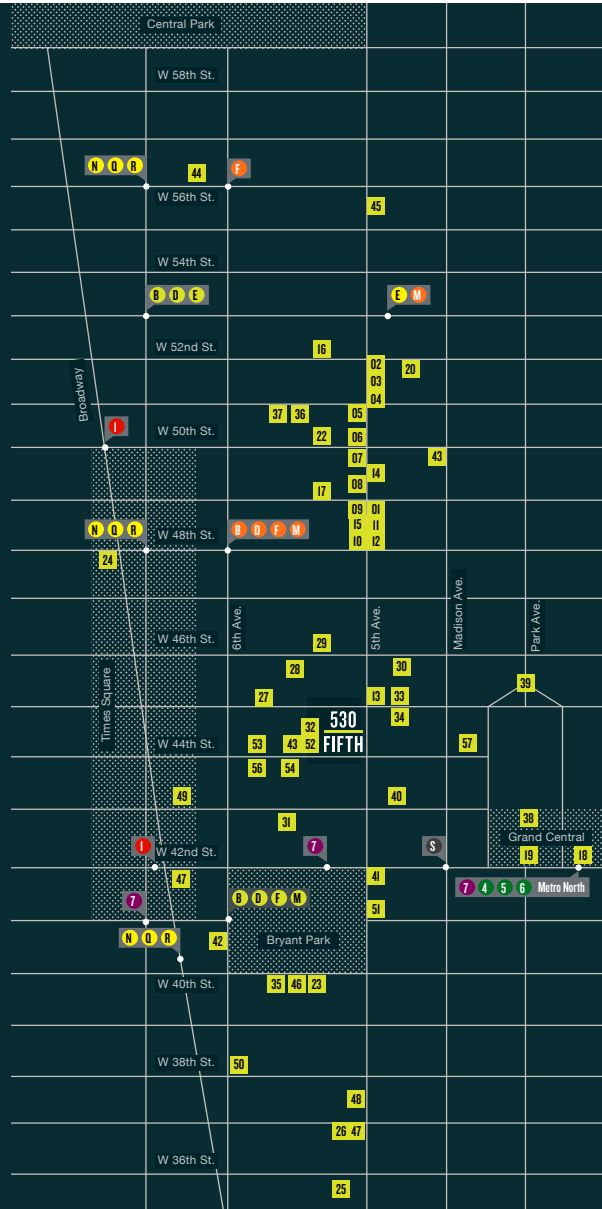 Central Park
W 58th St.
N Q R
44
F
W 56th St.
45
W 54th St.
B D E
E M
W 52nd St.
16
02
20
03
04
Broadway
37 36 05
1
W 50th St.
22 06
07
43
14
08
17
09 01
15 11
N Q R
W 48th St.
B D F M
10 12
24
6th Ave.
5th Ave.
Madison Ave.
Park Ave.
W 46th St.
29
28
30
39
Times Square
27
13 33
34
32
530
FIFTH
W 44th St.
53 43 52
57
56 54
49
40
31
38
Grand Central
1
W 42nd St.
7
S
19 18
47
41
7 4 5 6 Metro North
7
B D F M
51
N Q R
42
Bryant Park
W 40th St.
35 46 23
W 38th St.
50
48
26 47
W 36th St.
25